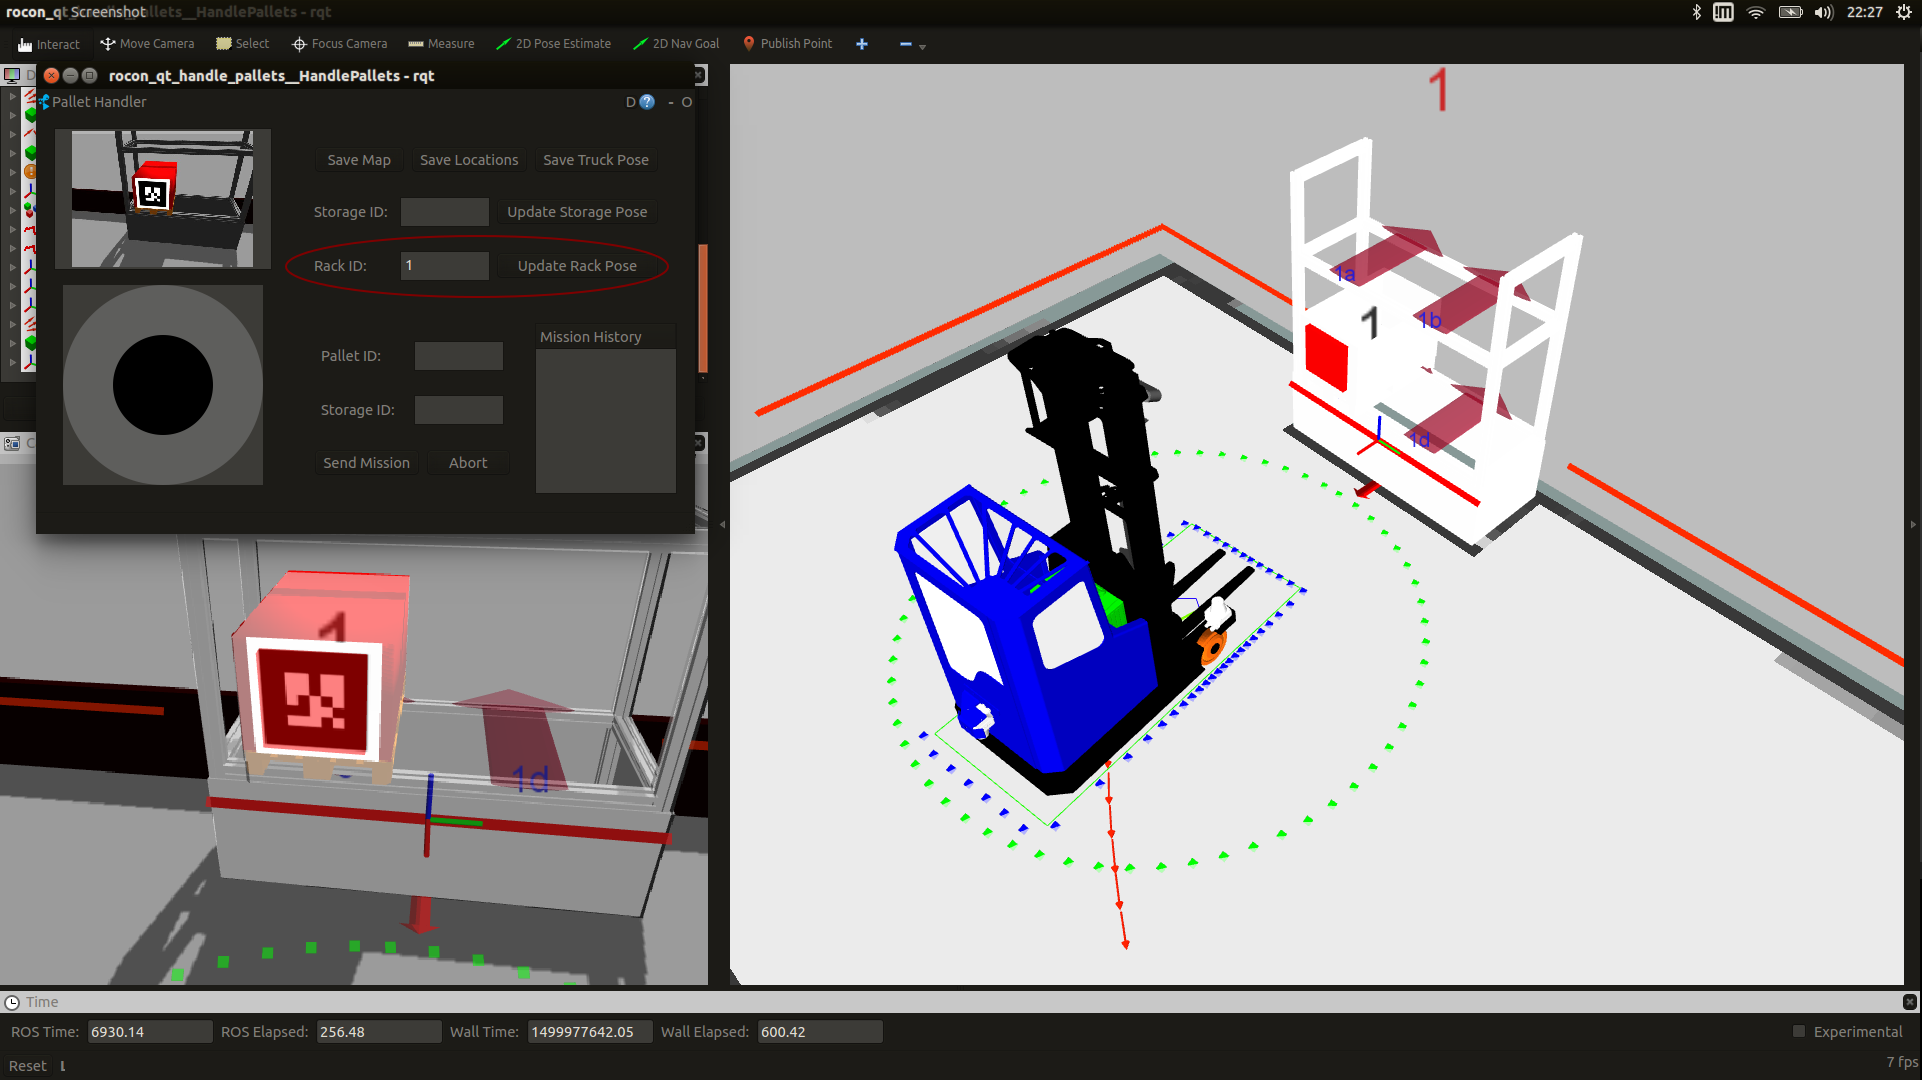 rocon_qt Screenshot allets__HandlePallets - rqt
22:27
Interact Move Camera Select Focus Camera Measure 2D Pose Estimate 2D Nav Goal Publish Point
rocon_qt_handle_pallets__HandlePallets - rqt
Pallet Handler
D ? - O
Save Map Save Locations Save Truck Pose
Storage ID: Update Storage Pose
Rack ID: 1 Update Rack Pose
Mission History
Pallet ID:
Storage ID:
Send Mission Abort
1
1d
1
1a
1b
1
1d
Time
ROS Time: 6930.14 ROS Elapsed: 256.48 Wall Time: 1499977642.05 Wall Elapsed: 600.42 Experimental
Reset
7 fps